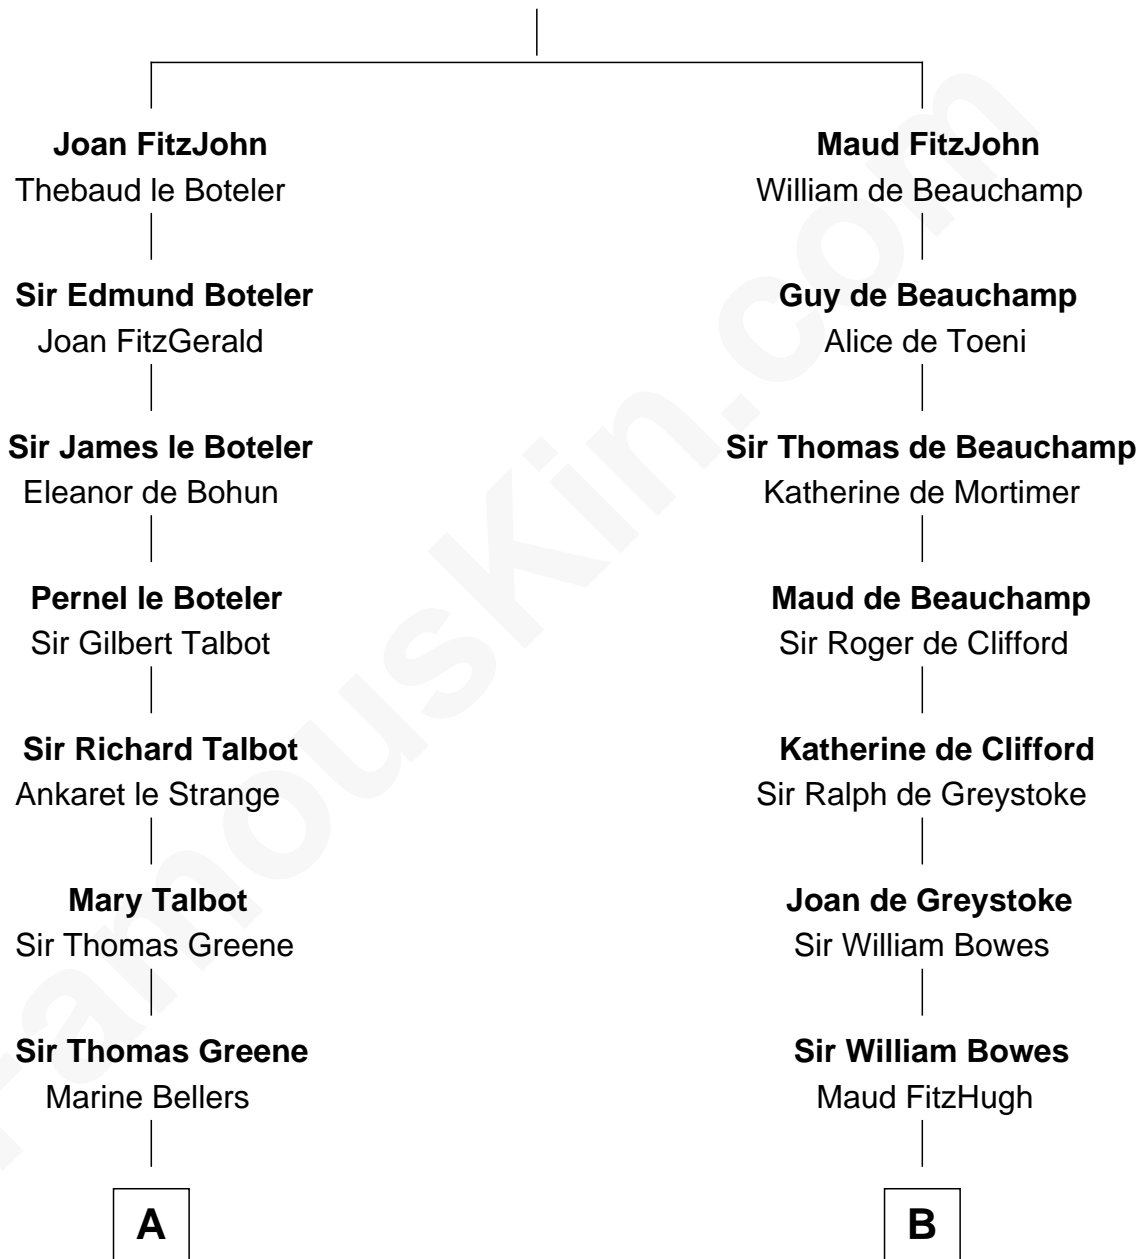 Joan FitzJohn
Thebaud le Boteler
Sir Edmund Boteler
Joan FitzGerald
Sir James le Boteler
Eleanor de Bohun
Pernel le Boteler
Sir Gilbert Talbot
Sir Richard Talbot
Ankaret le Strange
Mary Talbot
Sir Thomas Greene
Sir Thomas Greene
Marine Bellers
A
Maud FitzJohn
William de Beauchamp
Guy de Beauchamp
Alice de Toeni
Sir Thomas de Beauchamp
Katherine de Mortimer
Maud de Beauchamp
Sir Roger de Clifford
Katherine de Clifford
Sir Ralph de Greystoke
Joan de Greystoke
Sir William Bowes
Sir William Bowes
Maud FitzHugh
B
FamousKin.com